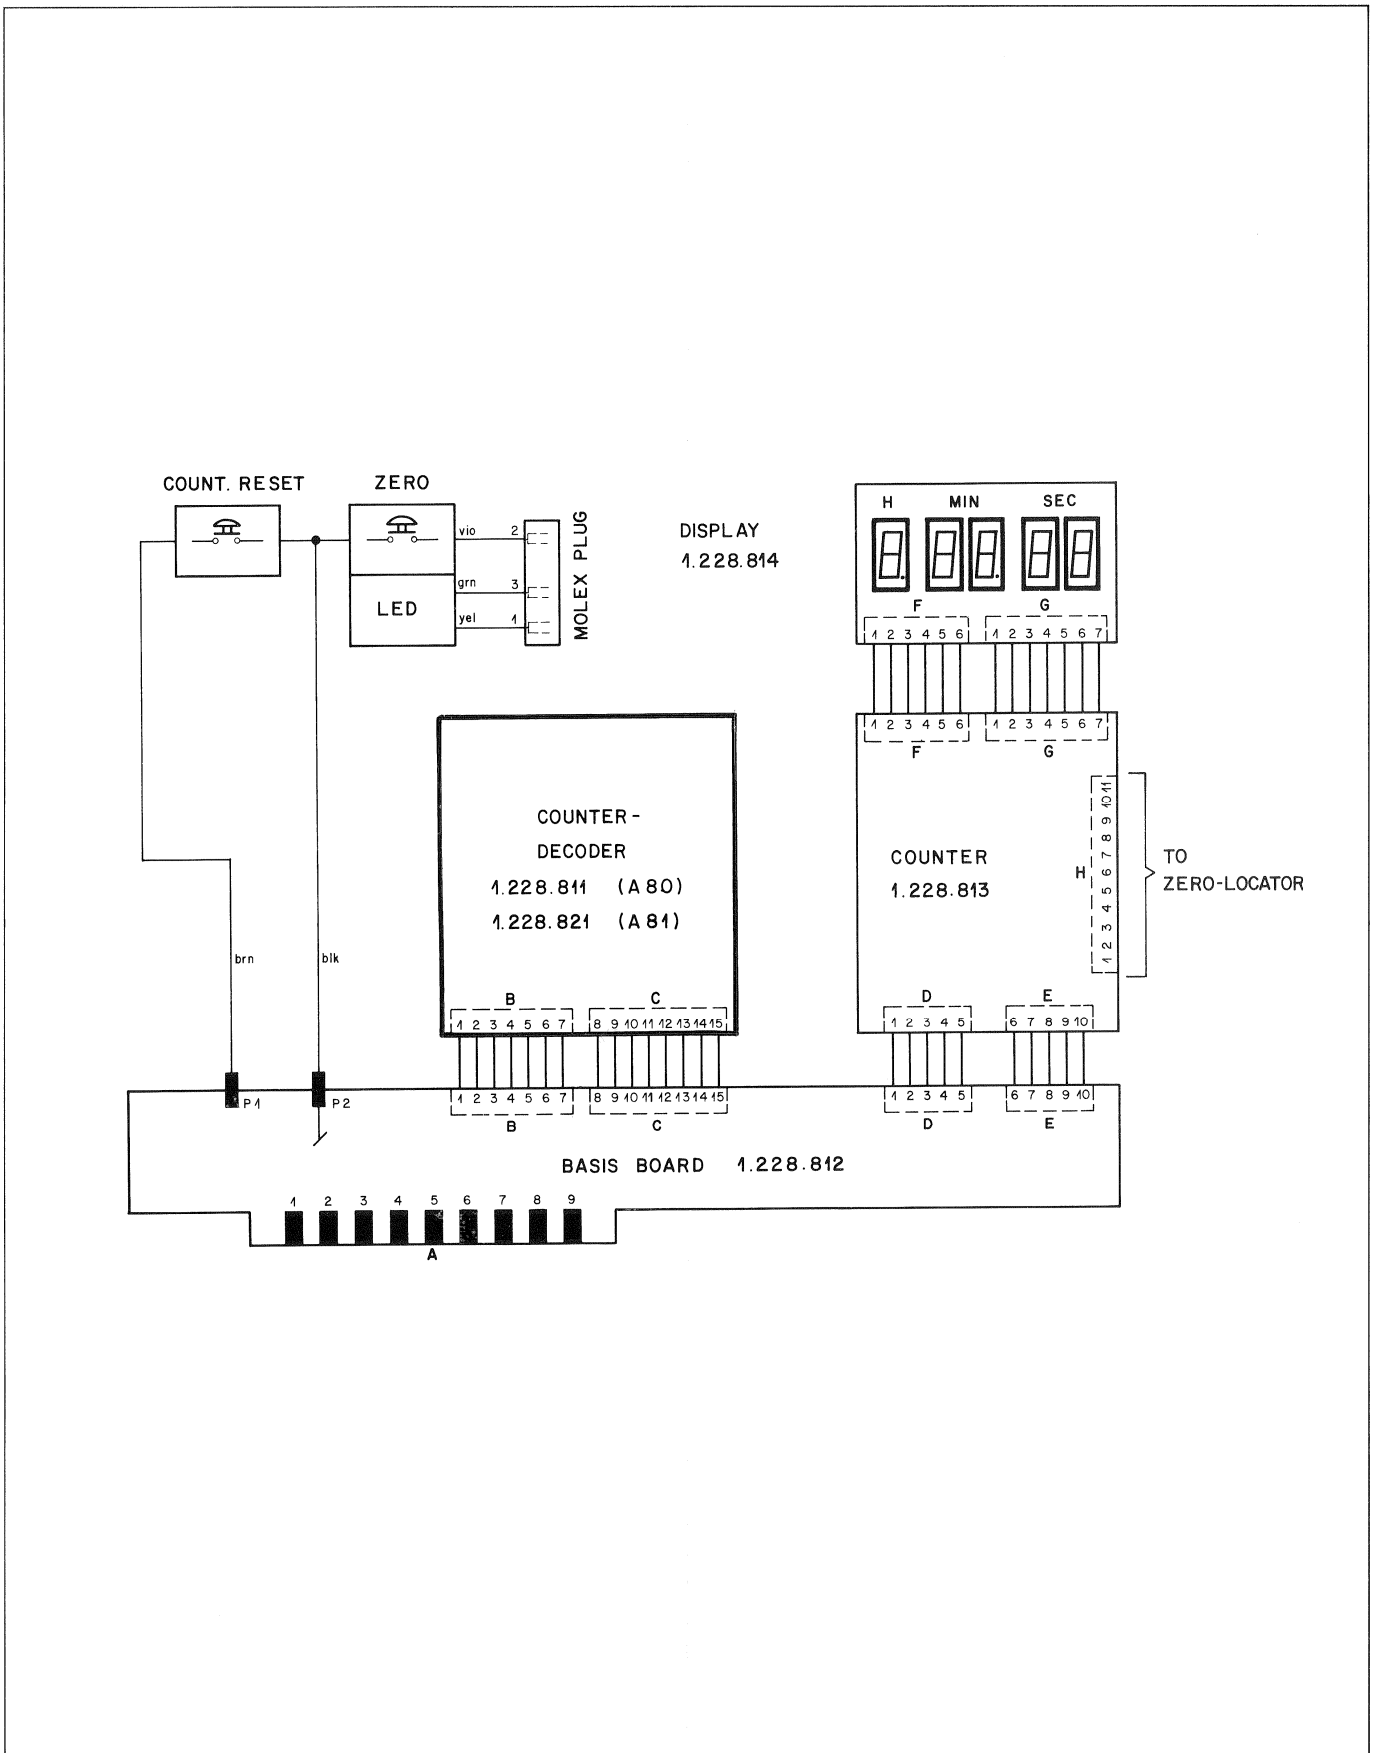 COUNT. RESET
ZERO
vio 2
grn 3
LED
yel 1
MOLEX PLUG
DISPLAY
1.228.814
H MIN SEC
F G
1 2 3 4 5 6 1 2 3 4 5 6 7
1 2 3 4 5 6 1 2 3 4 5 6 7
F G
COUNTER-
DECODER
1.228.811 (A80)
1.228.821 (A81)
B C
1 2 3 4 5 6 7 8 9 10 11 12 13 14 15
COUNTER
1.228.813
H
1 2 3 4 5 6 7 8 9 10 11
TO
ZERO-LOCATOR
D E
1 2 3 4 5 6 7 8 9 10
brn
blk
P1
P2
1 2 3 4 5 6 7 8 9 10 11 12 13 14 15
B C
1 2 3 4 5 6 7 8 9 10
D E
BASIS BOARD 1.228.812
1 2 3 4 5 6 7 8 9
A